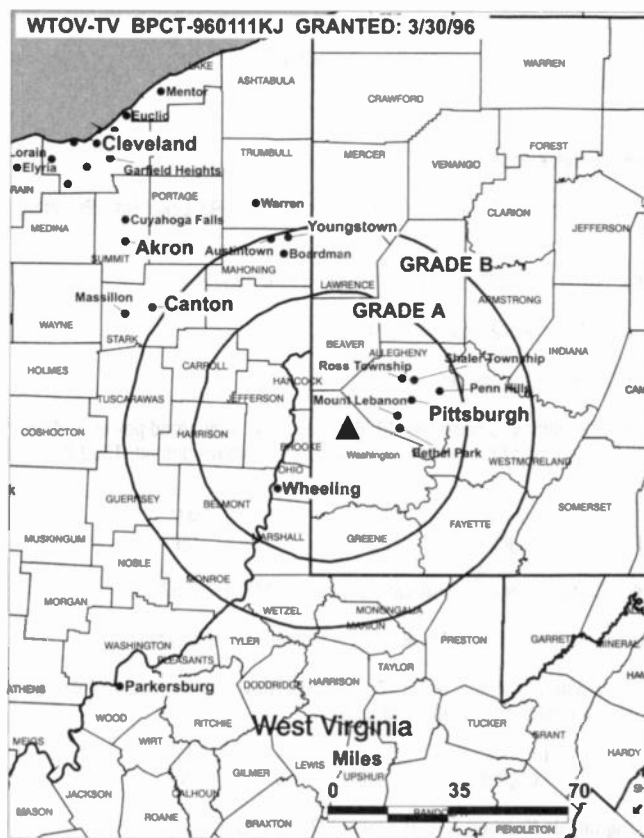 WTOV-TV BPCT-960111KJ GRANTED: 3/30/96
LAKE
ASHTABULA
WARREN
Mentor
CRAWFORD
Euclid
Cleveland
Lorain
Elyria
Garfield Heights
TRUMBULL
MERCER
VENANGO
FOREST
PORTAGE
MEDINA
Warren
CLARION
JEFFERSON
Cuyahoga Falls
Youngstown
Akron
Austintown
Boardman
SUMMIT
MAHONING
GRADE B
LAWRENCE
Massillon
Canton
GRADE A
ARMSTRONG
WAYNE
STARK
BEAVER
ALLEGHENY
Shaler Township
INDIANA
HOLMES
CARROLL
Ross Township
HANCOCK
Penn Hills
TUSCARAWAS
JEFFERSON
Mount Lebanon
Pittsburgh
COSHOCTON
HARRISON
BROOKE
Washington
Bethel Park
WESTMORELAND
OHIO
Wheeling
GUERNSEY
BELMONT
SOMERSET
MARSHALL
GREENE
FAYETTE
MUSKINGUM
NOBLE
MONROE
MORGAN
WETZEL
MONONGALIA
MARION
PRESTON
GARRET
MINERAL
WASHINGTON
TYLER
PLEASANTS
TAYLOR
ATHENS
DODDRIDGE
HARRISON
Parkersburg
WOOD
RITCHIE
West Virginia
TUCKER
GRANT
MEIGS
WIRT
HARDY
LEWIS
Miles
UPSHUR
GILMER
JACKSON
CALHOUN
0 35 70
MASON
ROANE
BRAXTON
PENDLETON